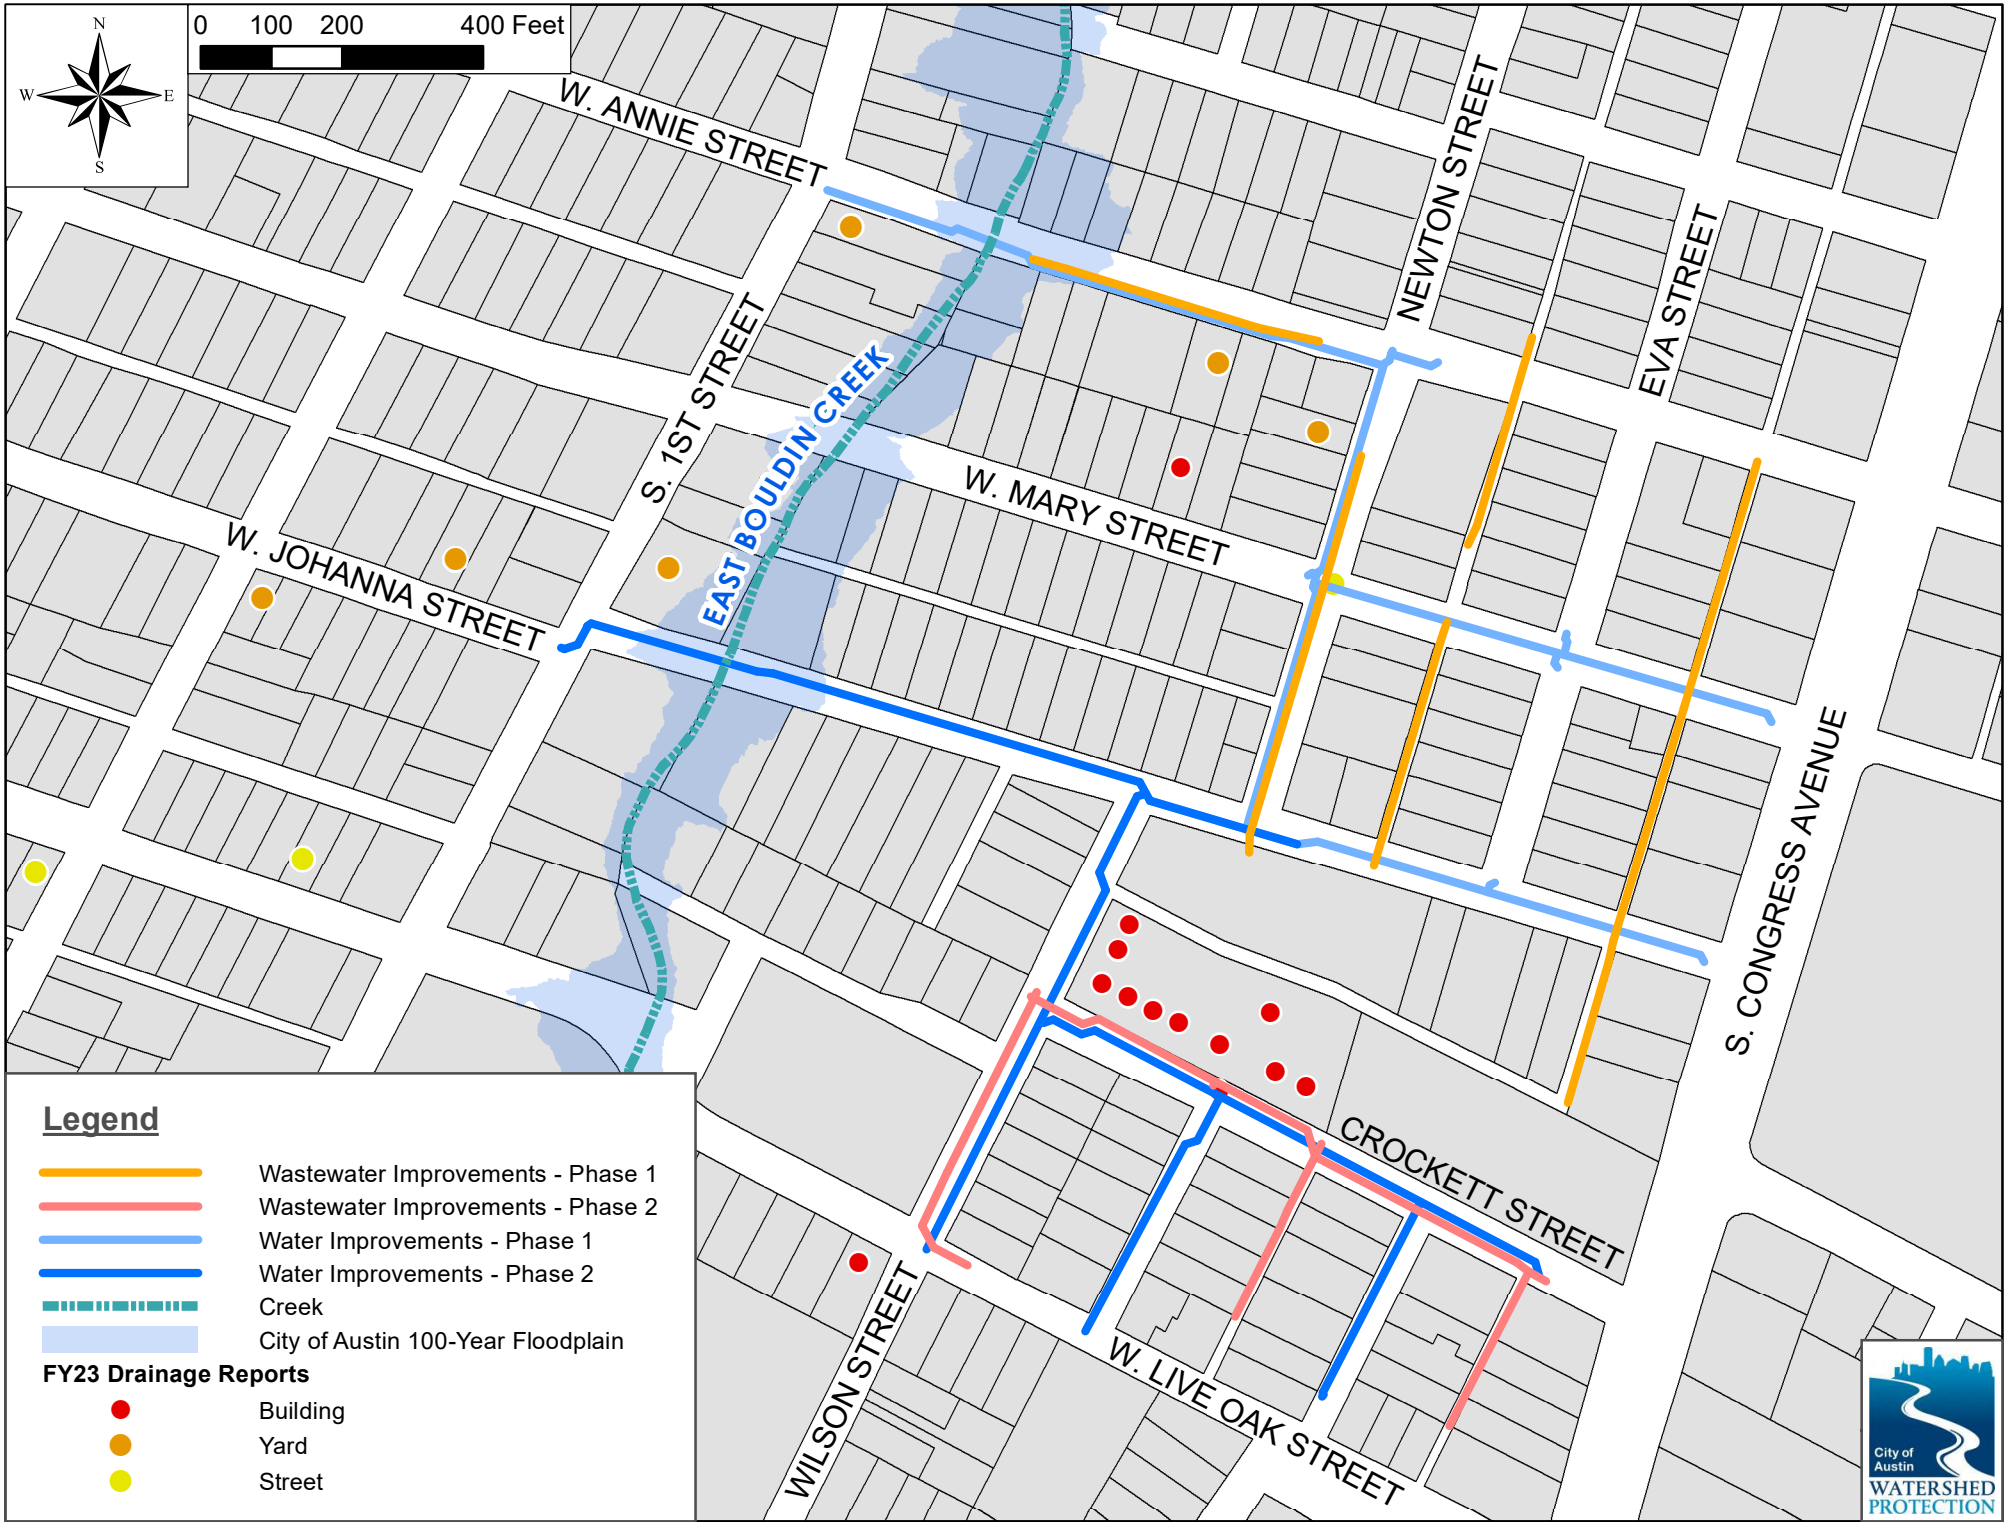 N
W E
S
0 100 200 400 Feet
W. ANNIE STREET
NEWTON STREET
EVA STREET
S. 1ST STREET
EAST BOULDIN CREEK
W. MARY STREET
W. JOHANNA STREET
S. CONGRESS AVENUE
CROCKETT STREET
W. LIVE OAK STREET
WILSON STREET
Legend
Wastewater Improvements - Phase 1
Wastewater Improvements - Phase 2
Water Improvements - Phase 1
Water Improvements - Phase 2
Creek
City of Austin 100-Year Floodplain
FY23 Drainage Reports
Building
Yard
Street
City of
Austin
WATERSHED
PROTECTION